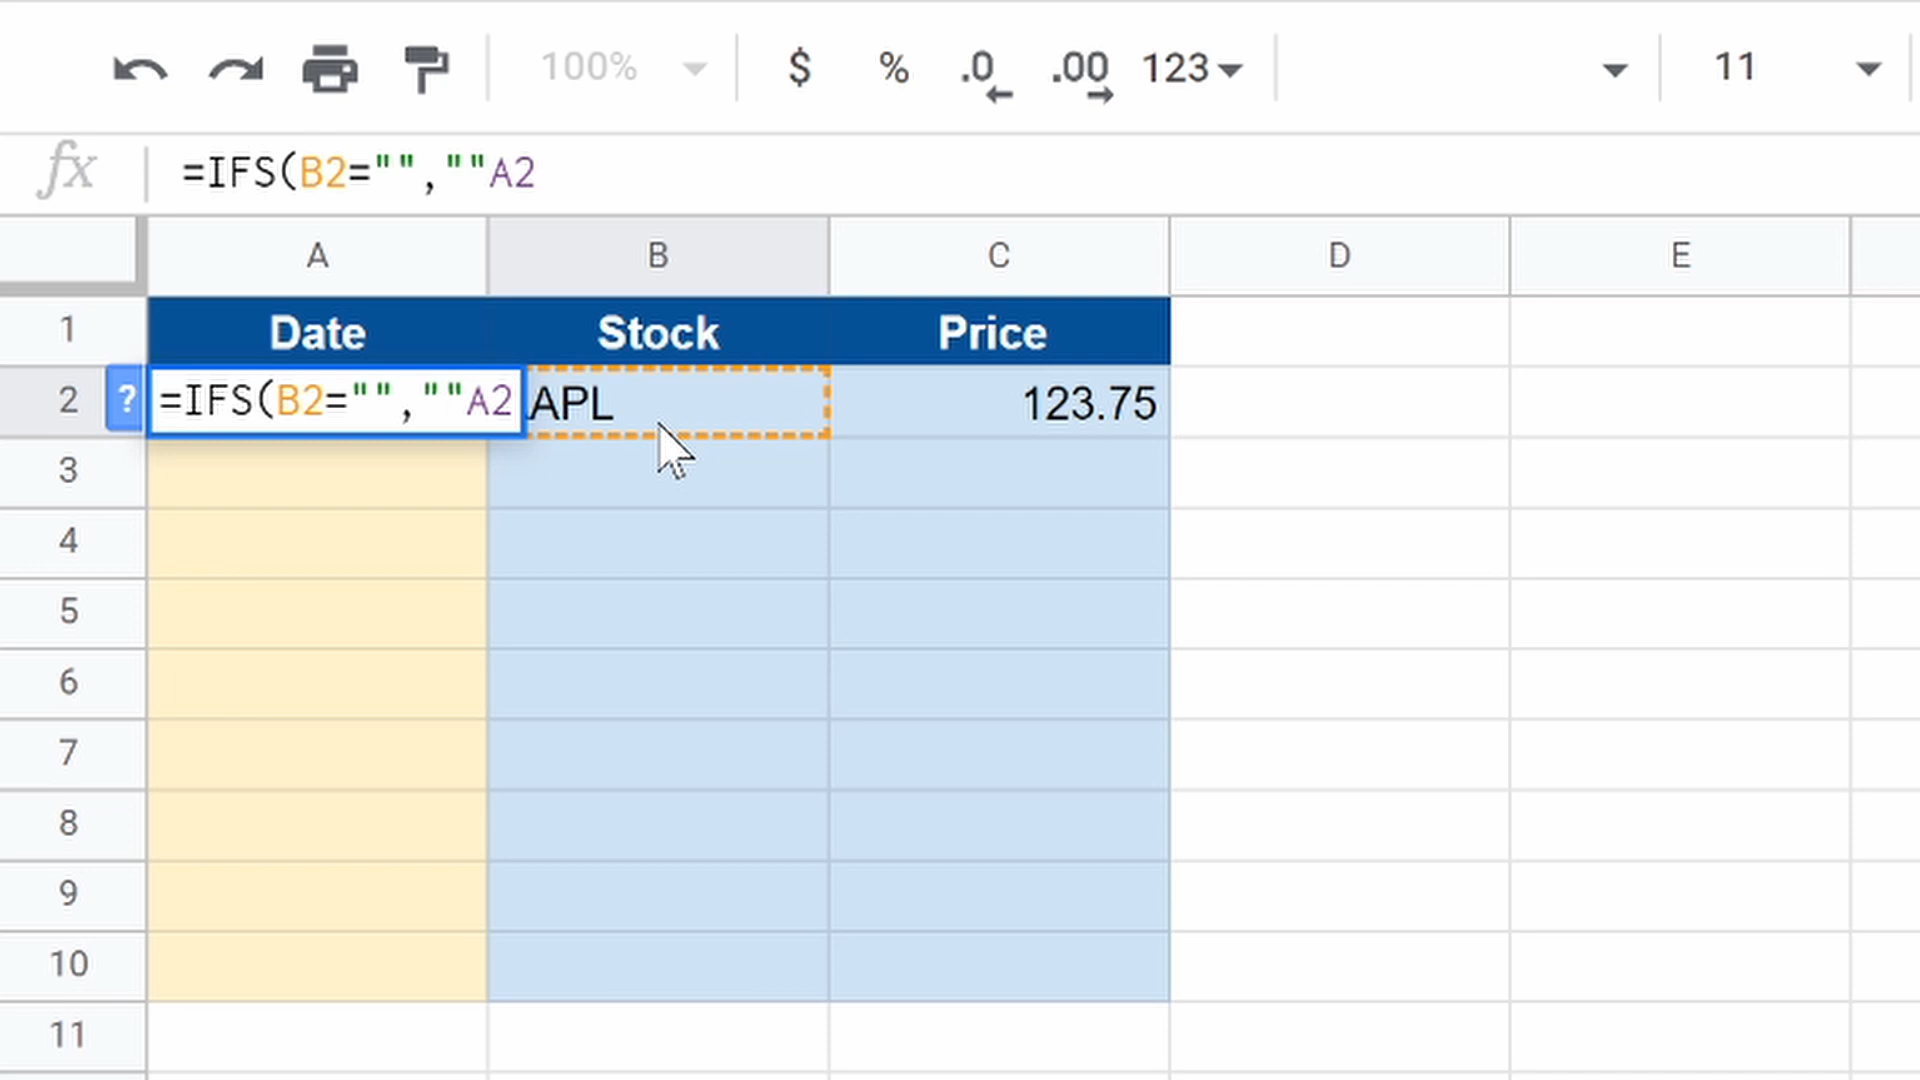 100% $ % .0 .00 123 11
fx =IFS(B2="",""A2
A B C D E
1 Date Stock Price
2 ? =IFS(B2="",""A2 APL 123.75
3
4
5
6
7
8
9
10
11